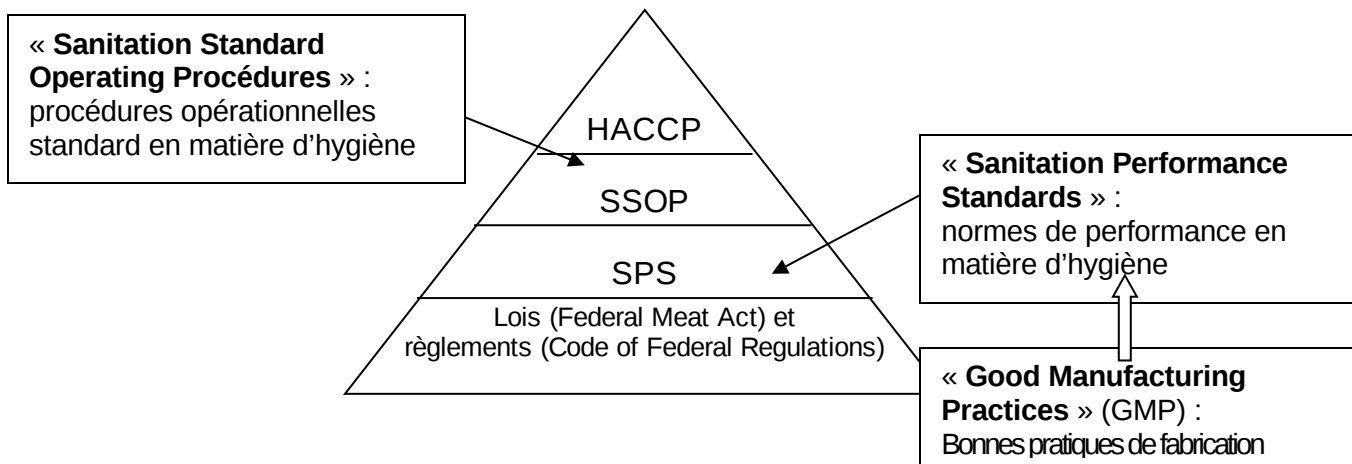 « Sanitation Standard
Operating Procédures » :
procédures opérationnelles
standard en matière d’hygiène
HACCP
SSOP
SPS
Lois (Federal Meat Act) et
règlements (Code of Federal Regulations)
« Sanitation Performance
Standards » :
normes de performance en
matière d’hygiène
« Good Manufacturing
Practices » (GMP) :
Bonnes pratiques de fabrication